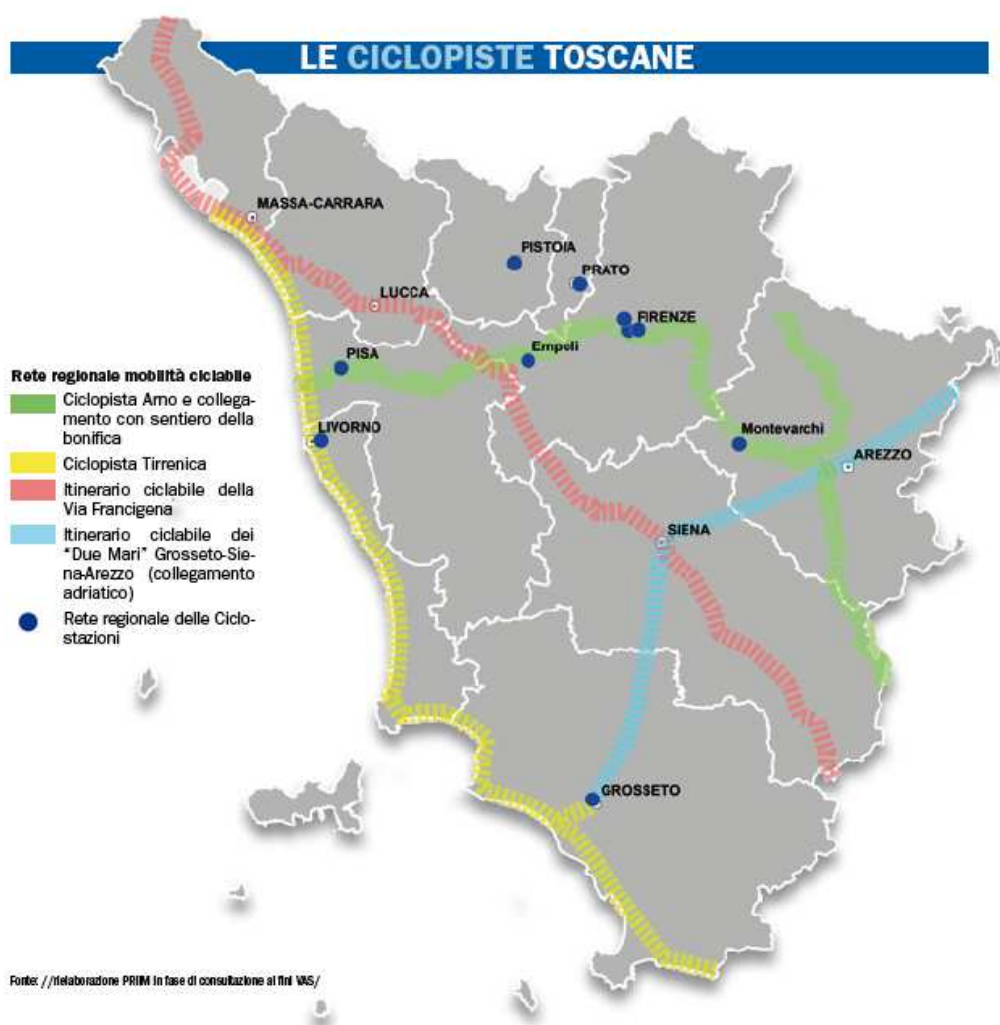 LE CICLOPISTE TOSCANE
MASSA-CARRARA
PISTOIA
PRATO
LUCCA
FIRENZE
Empoli
PISA
Montevarchi
LIVORNO
AREZZO
SIENA
GROSSETO
Rete regionale mobilità ciclabile
Ciclopista Arno e collega-
mento con sentiero della
bonifica
Ciclopista Tirrenica
Itinerario ciclabile della
Via Francigena
Itinerario ciclabile dei
"Due Mari" Grosseto-Sie-
na-Arezzo (collegamento
adriatico)
Rete regionale delle Ciclo-
stazioni
Fonte: //rielaborazione PRIIM in fase di consultazione ai fini VAS/